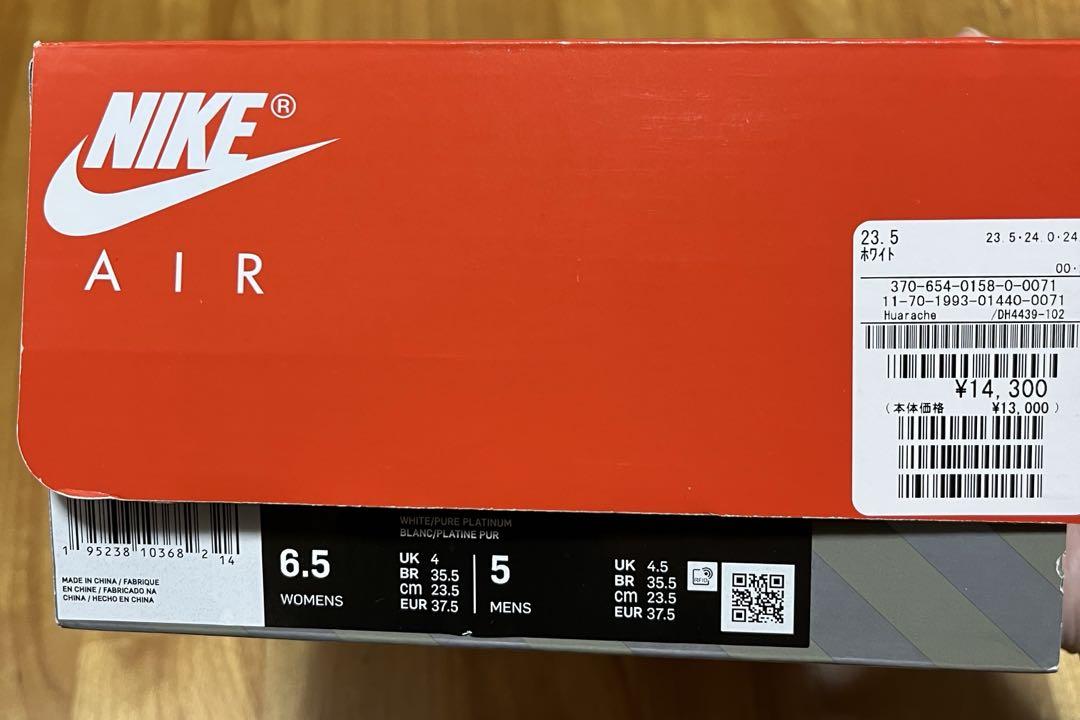 NIKE®
AIR
23.5
23.5・24.0・24.
ホワイト
00・
370-654-0158-0-0071
11-70-1993-01440-0071
Huarache /DH4439-102
¥14,300
(本体価格 ¥13,000)
WHITE/PURE PLATINUM
BLANC/PLATINE PUR
1 95238 10368 2 14
MADE IN CHINA / FABRIQUE
EN CHINE / FABRICADO NA
CHINA / HECHO EN CHINA
6.5
WOMENS
UK 4
BR 35.5
cm 23.5
EUR 37.5
5
MENS
UK 4.5
BR 35.5
cm 23.5
EUR 37.5
RFID